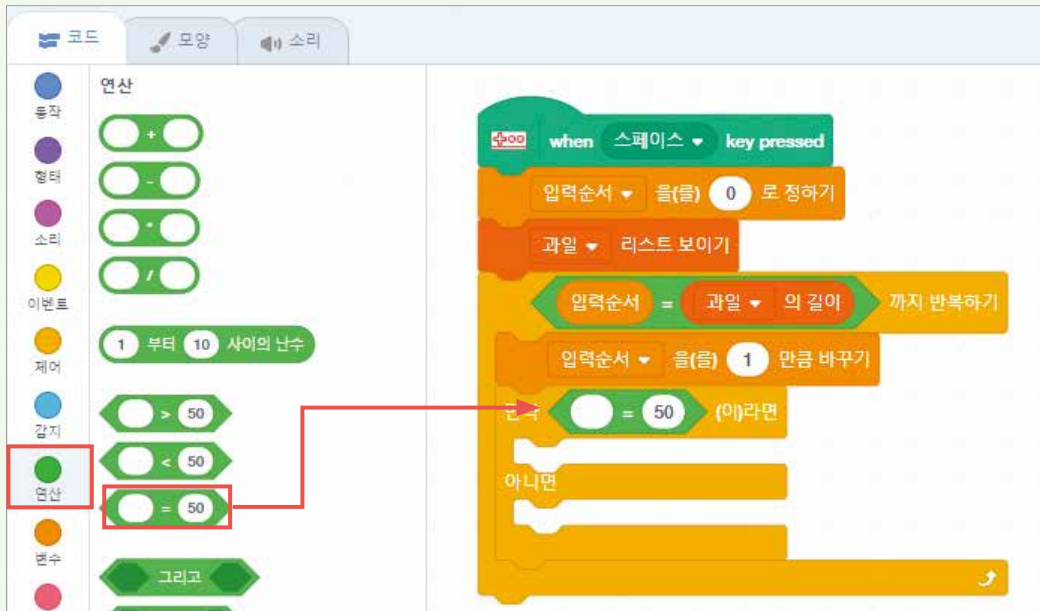 코드
모양
소리
동작
형태
소리
이벤트
제어
감지
연산
변수
연산
+
-
*
/
1 부터 10 사이의 난수
> 50
< 50
= 50
그리고
when 스페이스 key pressed
입력순서 을(를) 0 로 정하기
과일 리스트 보이기
입력순서 = 과일 의 길이 까지 반복하기
입력순서 을(를) 1 만큼 바꾸기
= 50 (이)라면
아니면